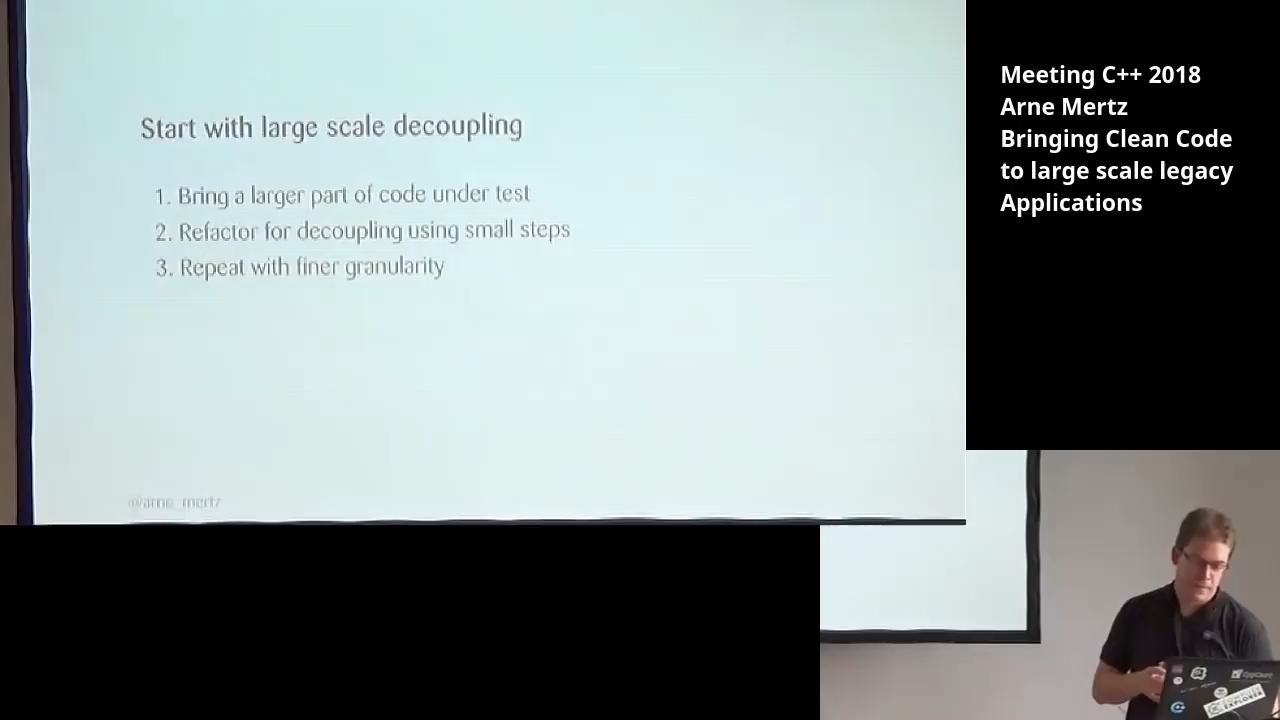 Start with large scale decoupling
1. Bring a larger part of code under test
2. Refactor for decoupling using small steps
3. Repeat with finer granularity
@arne_mertz
Meeting C++ 2018
Arne Mertz
Bringing Clean Code
to large scale legacy
Applications
EXPLORER